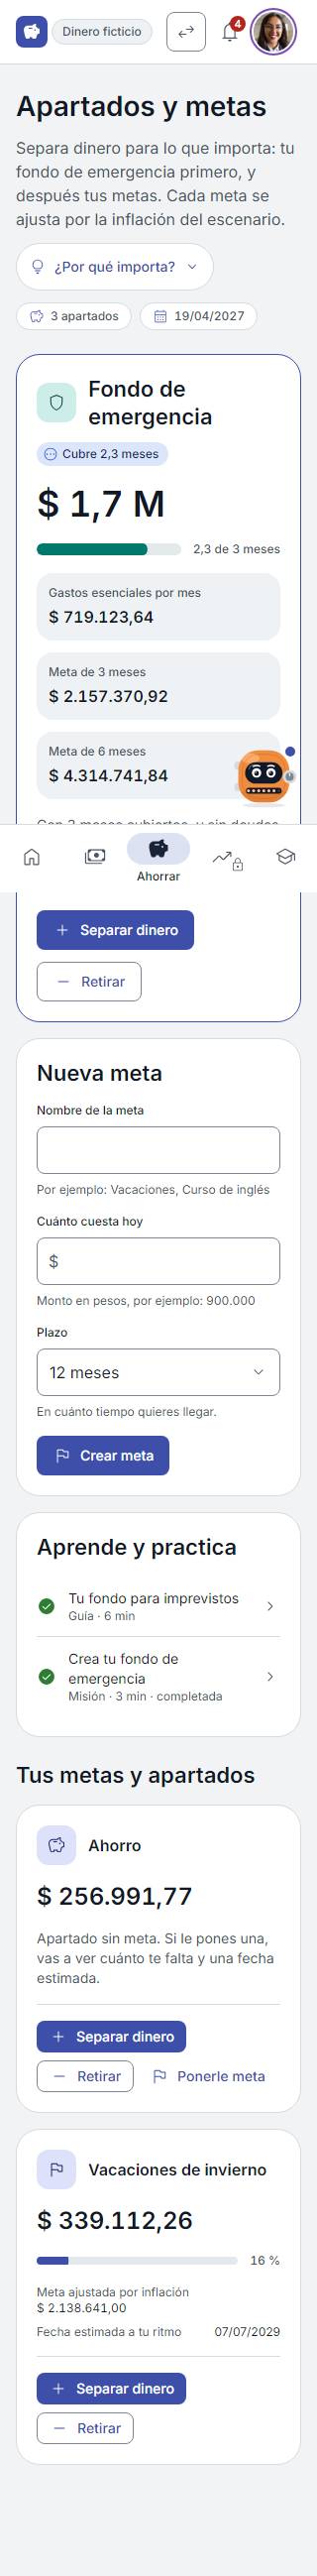 Dinero ficticio
4
Apartados y metas
Separa dinero para lo que importa: tu
fondo de emergencia primero, y
después tus metas. Cada meta se
ajusta por la inflación del escenario.
¿Por qué importa?
3 apartados
19/04/2027
Fondo de
emergencia
Cubre 2,3 meses
$ 1,7 M
2,3 de 3 meses
Gastos esenciales por mes
$ 719.123,64
Meta de 3 meses
$ 2.157.370,92
Meta de 6 meses
$ 4.314.741,84
Con 3 meses cubiertos, y sin deudas
Ahorrar
Separar dinero
Retirar
Nueva meta
Nombre de la meta
Por ejemplo: Vacaciones, Curso de inglés
Cuánto cuesta hoy
$
Monto en pesos, por ejemplo: 900.000
Plazo
12 meses
En cuánto tiempo quieres llegar.
Crear meta
Aprende y practica
Tu fondo para imprevistos
Guía · 6 min
Crea tu fondo de
emergencia
Misión · 3 min · completada
Tus metas y apartados
Ahorro
$ 256.991,77
Apartado sin meta. Si le pones una,
vas a ver cuánto te falta y una fecha
estimada.
Separar dinero
Retirar
Ponerle meta
Vacaciones de invierno
$ 339.112,26
16 %
Meta ajustada por inflación
$ 2.138.641,00
Fecha estimada a tu ritmo
07/07/2029
Separar dinero
Retirar